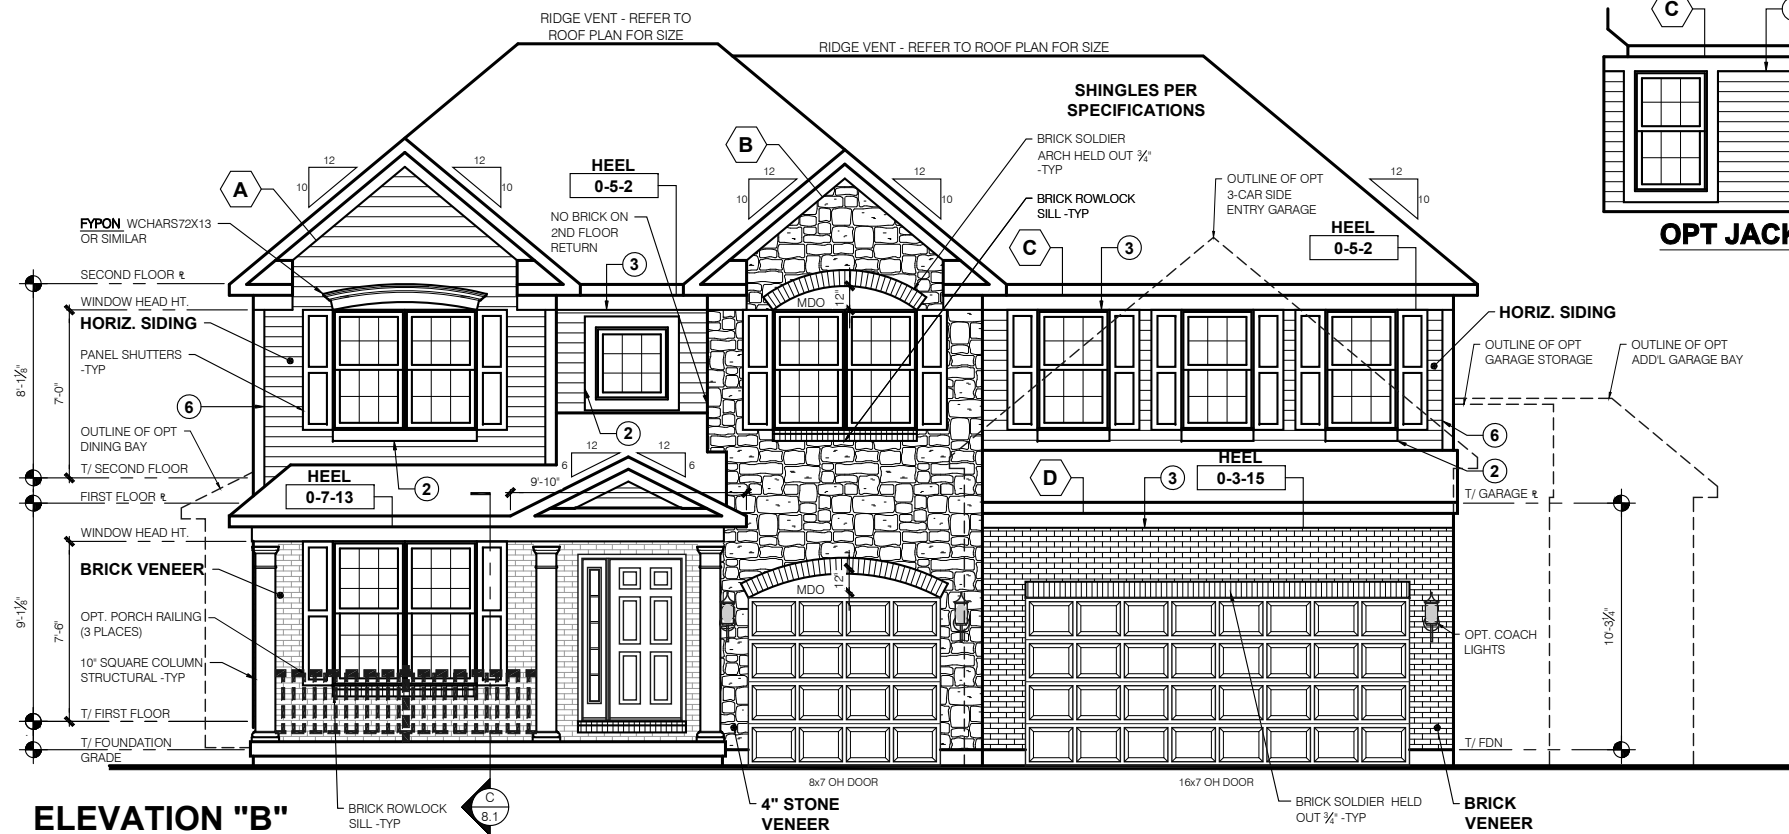 RIDGE VENT - REFER TO
ROOF PLAN FOR SIZE
RIDGE VENT - REFER TO ROOF PLAN FOR SIZE
C
SHINGLES PER
SPECIFICATIONS
B
BRICK SOLDIER
ARCH HELD OUT ¾"
-TYP
BRICK ROWLOCK
SILL -TYP
OUTLINE OF OPT
3-CAR SIDE
ENTRY GARAGE
12
10
12
10
12
10
12
10
12
10
HEEL
0-5-2
A
NO BRICK ON
2ND FLOOR
RETURN
3
C
3
HEEL
0-5-2
OPT JACK
FYPON WCHARS72X13
OR SIMILAR
SECOND FLOOR ℄
WINDOW HEAD HT.
HORIZ. SIDING
PANEL SHUTTERS
-TYP
MDO
12"
HORIZ. SIDING
OUTLINE OF OPT
GARAGE STORAGE
OUTLINE OF OPT
ADD'L GARAGE BAY
8'-1⅛"
7'-0"
6
OUTLINE OF OPT
DINING BAY
T/ SECOND FLOOR
2
12
6
12
6
6
2
HEEL
0-7-13
2
9'-10"
D
3
HEEL
0-3-15
FIRST FLOOR ℄
T/ GARAGE ℄
WINDOW HEAD HT.
BRICK VENEER
OPT. PORCH RAILING
(3 PLACES)
10" SQUARE COLUMN
STRUCTURAL -TYP
9'-1⅛"
7'-6"
MDO
12"
OPT. COACH
LIGHTS
10'-3¼"
T/ FIRST FLOOR
T/ FOUNDATION
GRADE
T/ FDN
8x7 OH DOOR
16x7 OH DOOR
ELEVATION "B"
BRICK ROWLOCK
SILL -TYP
C
8.1
4" STONE
VENEER
BRICK SOLDIER HELD
OUT ¾" -TYP
BRICK
VENEER